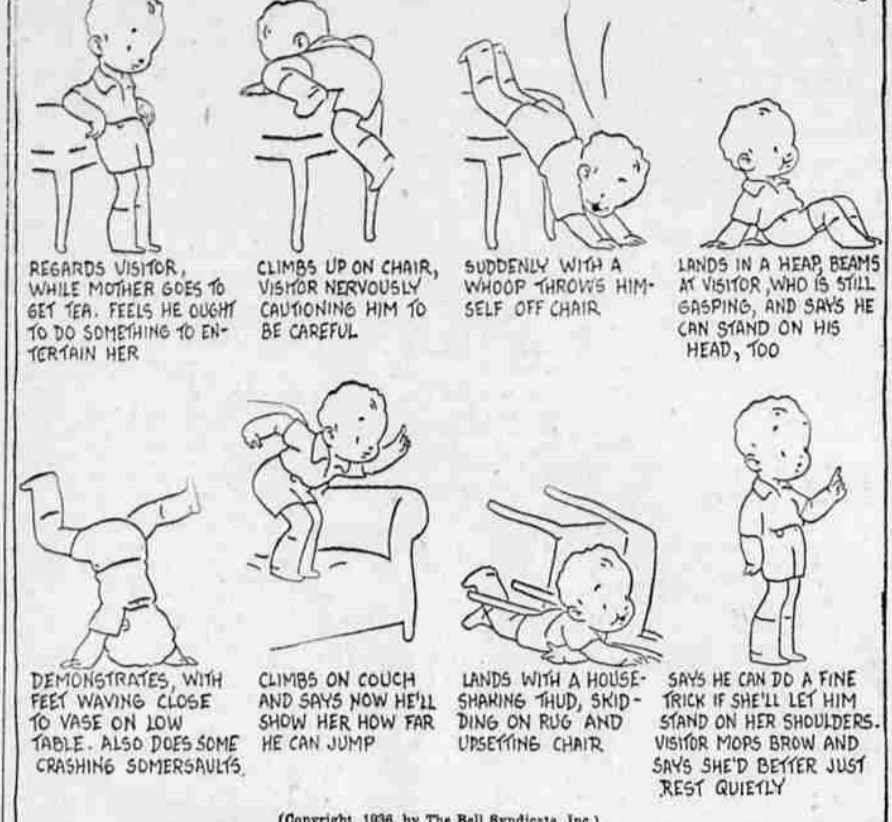 REGARDS VISITOR,
WHILE MOTHER GOES TO
GET TEA. FEELS HE OUGHT
TO DO SOMETHING TO EN-
TERTAIN HER
CLIMBS UP ON CHAIR,
VISITOR NERVOUSLY
CAUTIONING HIM TO
BE CAREFUL
SUDDENLY WITH A
WHOOP THROWS HIM-
SELF OFF CHAIR
LANDS IN A HEAP, BEAMS
AT VISITOR, WHO IS STILL
GASPING, AND SAYS HE
CAN STAND ON HIS
HEAD, TOO
DEMONSTRATES, WITH
FEET WAVING CLOSE
TO VASE ON LOW
TABLE. ALSO DOES SOME
CRASHING SOMERSAULTS.
CLIMBS ON COUCH
AND SAYS NOW HE'LL
SHOW HER HOW FAR
HE CAN JUMP
LANDS WITH A HOUSE-
SHAKING THUD, SKID-
DING ON RUG AND
UPSETTING CHAIR
SAYS HE CAN DO A FINE
TRICK IF SHE'LL LET HIM
STAND ON HER SHOULDERS.
VISITOR MOPS BROW AND
SAYS SHE'D BETTER JUST
REST QUIETLY
(Copyright, 1936, by The Bell Syndicate, Inc.)